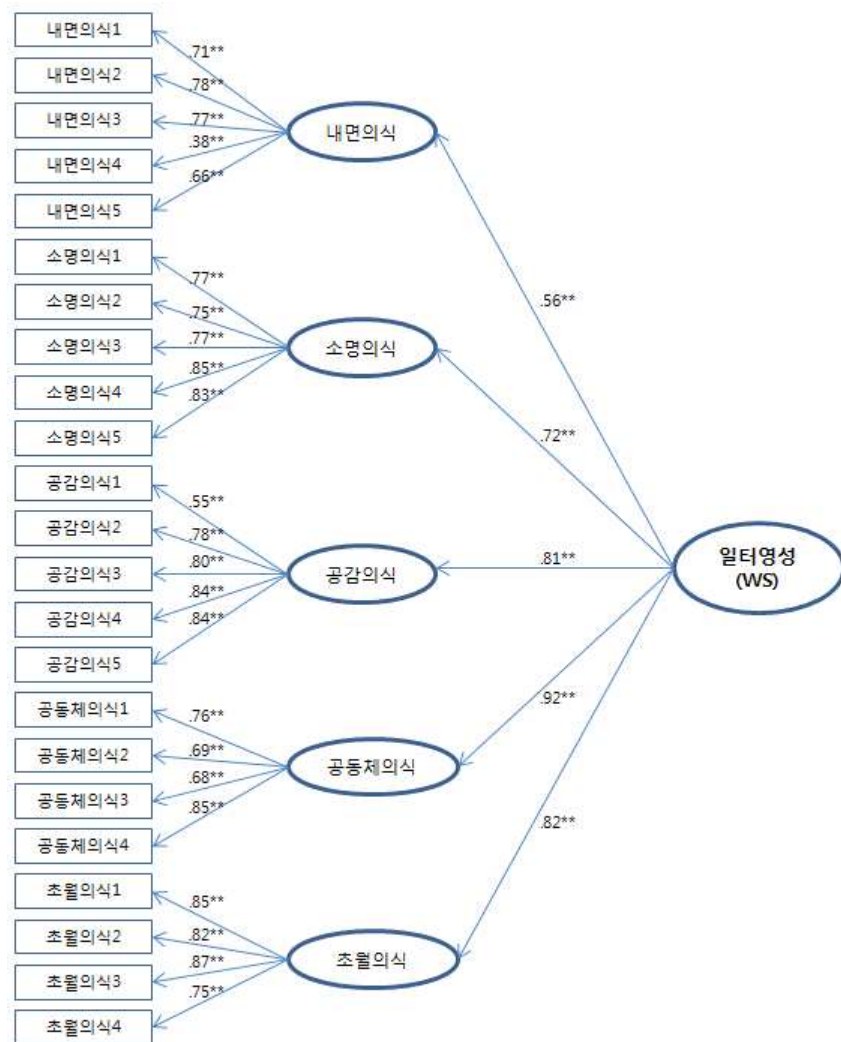 내면의식1
.71**
내면의식2
.78**
내면의식3
.77**
내면의식
내면의식4
.38**
내면의식5
.66**
소명의식1
.77**
.56**
소명의식2
.75**
소명의식3
.77**
소명의식
소명의식4
.85**
소명의식5
.83**
.72**
공감의식1
.55**
공감의식2
.78**
공감의식3
.80**
공감의식
.81**
일터영성
(WS)
공감의식4
.84**
공감의식5
.84**
공동체의식1
.76**
.92**
공동체의식2
.69**
공동체의식
공동체의식3
.68**
공동체의식4
.85**
.82**
초월의식1
.85**
초월의식2
.82**
초월의식
초월의식3
.87**
초월의식4
.75**